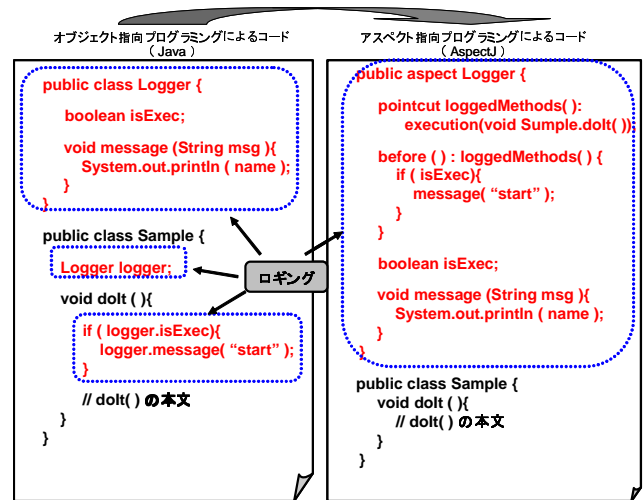 オブジェクト指向プログラミングによるコード
(Java)
public class Logger {
boolean isExec;
void message (String msg ){
System.out.println ( name );
}
}
public class Sample {
Logger logger;
void doIt ( ){
if ( logger.isExec){
logger.message( “start” );
}
// doIt( ) の本文
}
}
ロギング
アスペクト指向プログラミングによるコード
(AspectJ)
public aspect Logger {
pointcut loggedMethods( ):
execution(void Sumple.doIt( ))
before ( ) : loggedMethods( ) {
if ( isExec){
message( “start” );
}
}
boolean isExec;
void message (String msg ){
System.out.println ( name );
}
}
public class Sample {
void doIt ( ){
// doIt( ) の本文
}
}